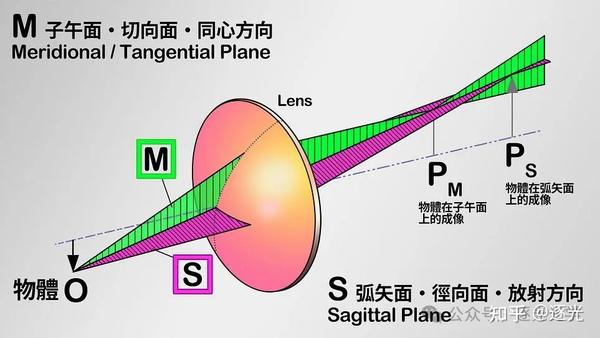 M 子午面・切向面・同心方向
Meridional / Tangential Plane
Lens
M
PM
物體在子午面
上的成像
PS
物體在弧矢面
上的成像
S
物體 O
S 弧矢面・徑向面・放射方向
Sagittal Plane
公众号
知乎 @逐光